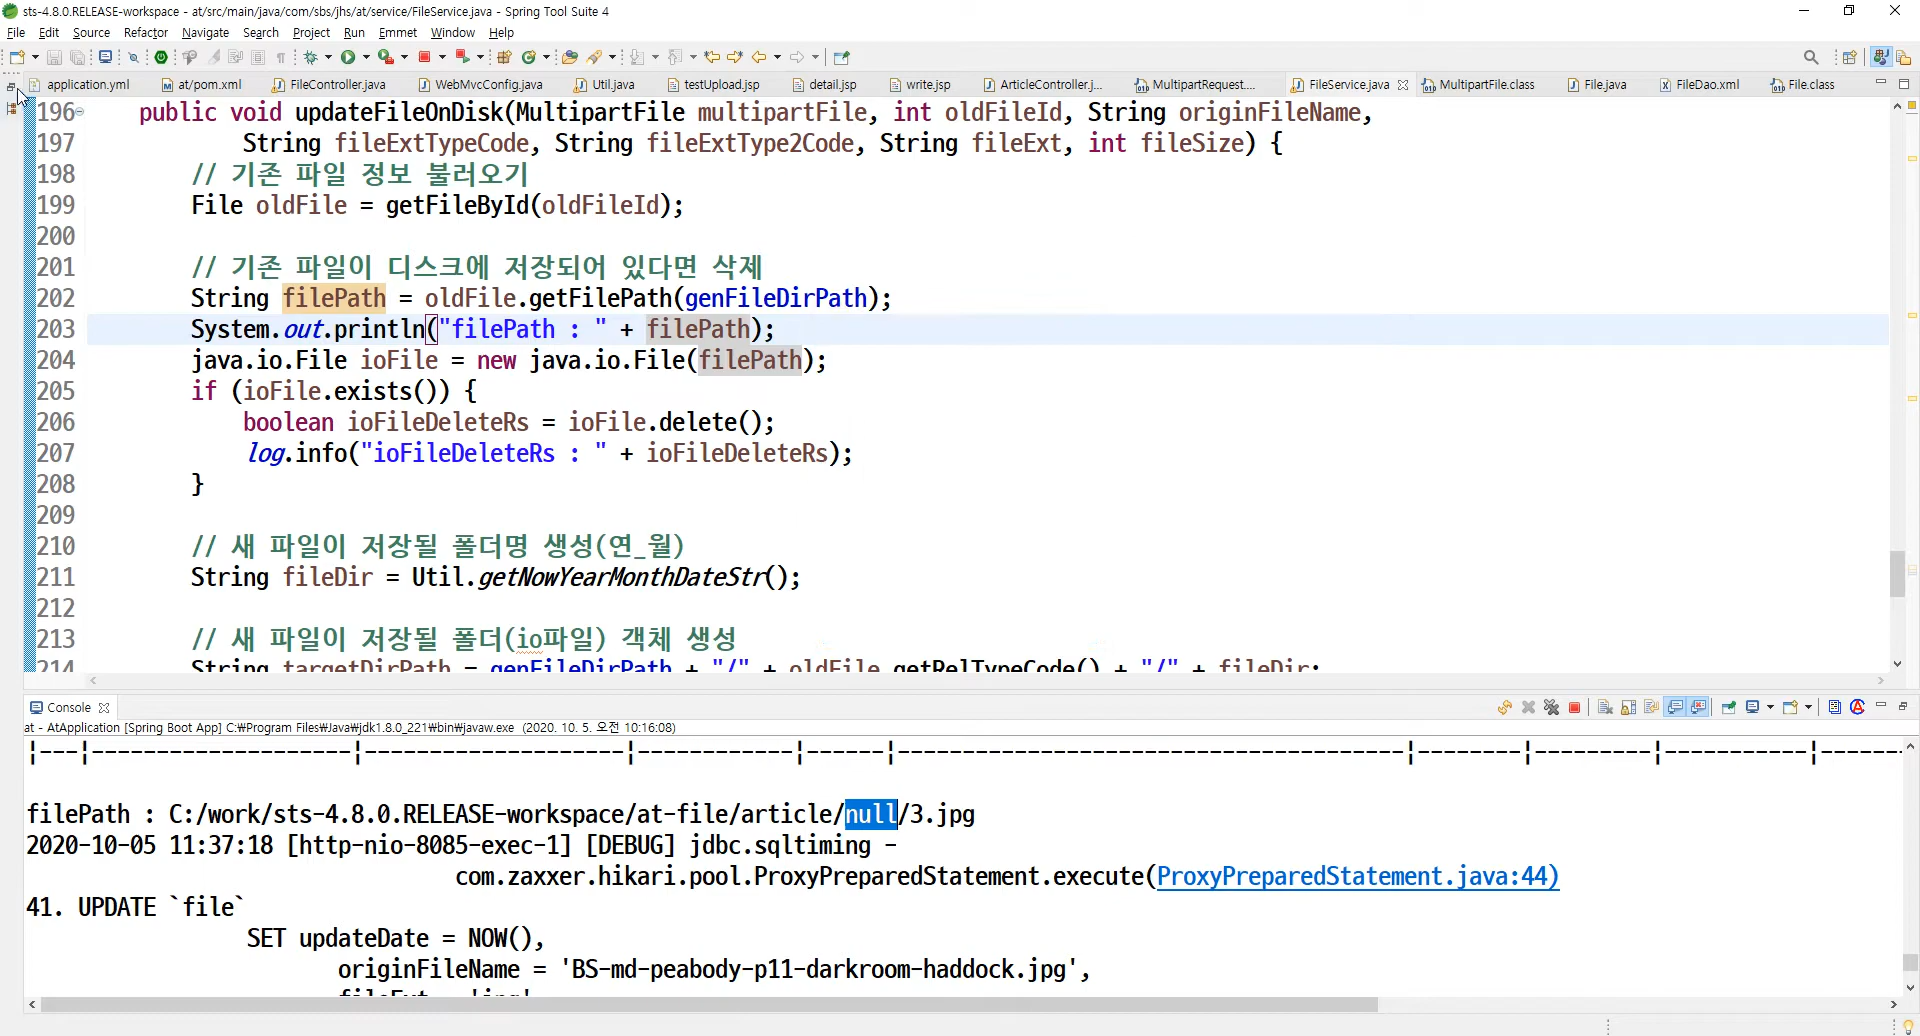 sts-4.8.0.RELEASE-workspace - at/src/main/java/com/sbs/jhs/at/service/FileService.java - Spring Tool Suite 4
File Edit Source Refactor Navigate Search Project Run Emmet Window Help
application.yml at/pom.xml FileController.java WebMvcConfig.java Util.java testUpload.jsp detail.jsp write.jsp ArticleController.j... MultipartRequest.... FileService.java MultipartFile.class File.java FileDao.xml File.class
196 public void updateFileOnDisk(MultipartFile multipartFile, int oldFileId, String originFileName,
197 String fileExtTypeCode, String fileExtType2Code, String fileExt, int fileSize) {
198 // 기존 파일 정보 불러오기
199 File oldFile = getFileById(oldFileId);
200
201 // 기존 파일이 디스크에 저장되어 있다면 삭제
202 String filePath = oldFile.getFilePath(genFileDirPath);
203 System.out.println("filePath : " + filePath);
204 java.io.File ioFile = new java.io.File(filePath);
205 if (ioFile.exists()) {
206 boolean ioFileDeleteRs = ioFile.delete();
207 log.info("ioFileDeleteRs : " + ioFileDeleteRs);
208 }
209
210 // 새 파일이 저장될 폴더명 생성(연_월)
211 String fileDir = Util.getNowYearMonthDateStr();
212
213 // 새 파일이 저장될 폴더(io파일) 객체 생성
214 String targetDirPath = genFileDirPath + "/" + oldFile.getRelTypeCode() + "/" + fileDir;
Console
at - AtApplication [Spring Boot App] C:₩Program Files₩Java₩jdk1.8.0_221₩bin₩javaw.exe (2020. 10. 5. 오전 10:16:08)
filePath : C:/work/sts-4.8.0.RELEASE-workspace/at-file/article/null/3.jpg
2020-10-05 11:37:18 [http-nio-8085-exec-1] [DEBUG] jdbc.sqltiming -
com.zaxxer.hikari.pool.ProxyPreparedStatement.execute(ProxyPreparedStatement.java:44)
41. UPDATE `file`
SET updateDate = NOW(),
originFileName = 'BS-md-peabody-p11-darkroom-haddock.jpg',
fileExt = 'jpg'